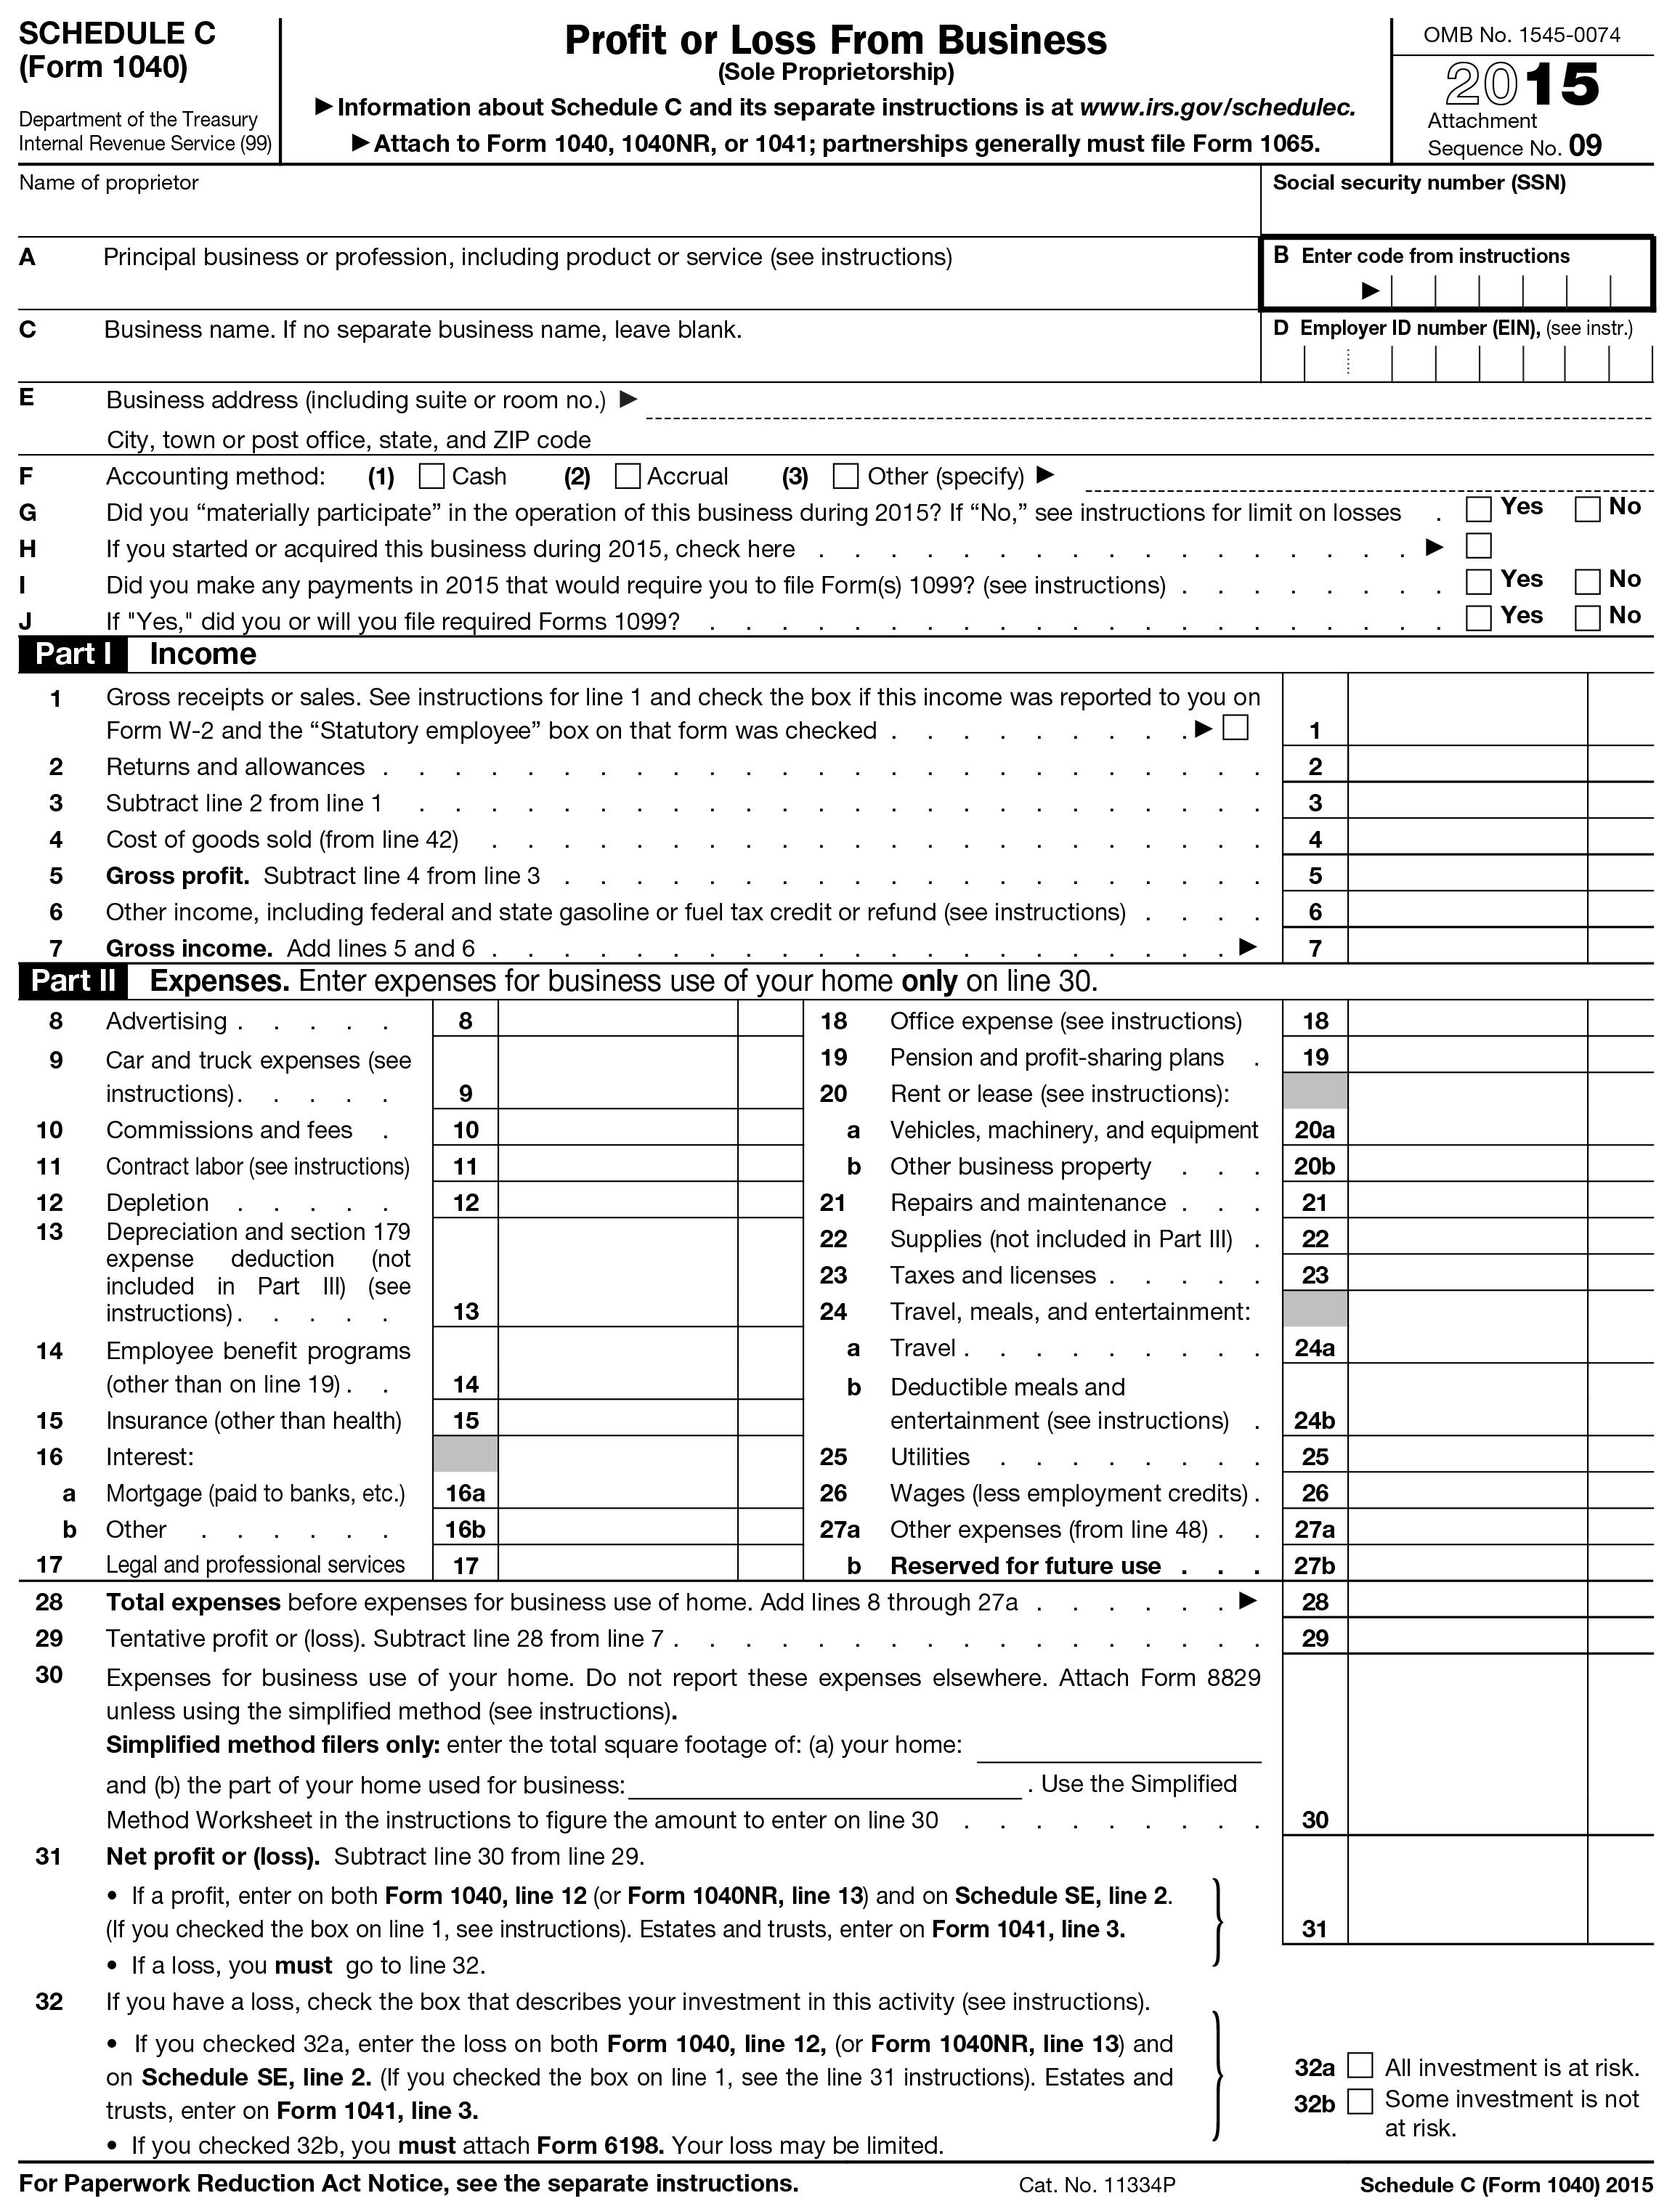 SCHEDULE C
(Form 1040)
Department of the Treasury
Internal Revenue Service (99)
Profit or Loss From Business
(Sole Proprietorship)
▶ Information about Schedule C and its separate instructions is at www.irs.gov/schedulec.
▶ Attach to Form 1040, 1040NR, or 1041; partnerships generally must file Form 1065.
OMB No. 1545-0074
2015
Attachment
Sequence No. 09
Name of proprietor
Social security number (SSN)
A Principal business or profession, including product or service (see instructions)
B Enter code from instructions
▶
C Business name. If no separate business name, leave blank.
D Employer ID number (EIN), (see instr.)
E Business address (including suite or room no.) ▶
City, town or post office, state, and ZIP code
F Accounting method: (1) Cash (2) Accrual (3) Other (specify) ▶
G Did you “materially participate” in the operation of this business during 2015? If “No,” see instructions for limit on losses . Yes No
H If you started or acquired this business during 2015, check here . . . . . . . . . . . . . . . . . ▶
I Did you make any payments in 2015 that would require you to file Form(s) 1099? (see instructions) . . . . . . . . Yes No
J If "Yes," did you or will you file required Forms 1099? . . . . . . . . . . . . . . . . . . . . . Yes No
Part I Income
1 Gross receipts or sales. See instructions for line 1 and check the box if this income was reported to you on
Form W-2 and the “Statutory employee” box on that form was checked . . . . . . . . . ▶ 1
2 Returns and allowances . . . . . . . . . . . . . . . . . . . . . . . . . 2
3 Subtract line 2 from line 1 . . . . . . . . . . . . . . . . . . . . . . . . 3
4 Cost of goods sold (from line 42) . . . . . . . . . . . . . . . . . . . . . . 4
5 Gross profit. Subtract line 4 from line 3 . . . . . . . . . . . . . . . . . . . . 5
6 Other income, including federal and state gasoline or fuel tax credit or refund (see instructions) . . . . 6
7 Gross income. Add lines 5 and 6 . . . . . . . . . . . . . . . . . . . . . ▶ 7
Part II Expenses. Enter expenses for business use of your home only on line 30.
8 Advertising . . . . . 8
9 Car and truck expenses (see
instructions). . . . . 9
10 Commissions and fees . 10
11 Contract labor (see instructions) 11
12 Depletion . . . . . 12
13 Depreciation and section 179
expense deduction (not
included in Part III) (see
instructions). . . . . 13
14 Employee benefit programs
(other than on line 19) . . 14
15 Insurance (other than health) 15
16 Interest:
a Mortgage (paid to banks, etc.) 16a
b Other . . . . . . 16b
17 Legal and professional services 17
18 Office expense (see instructions) 18
19 Pension and profit-sharing plans . 19
20 Rent or lease (see instructions):
a Vehicles, machinery, and equipment 20a
b Other business property . . . 20b
21 Repairs and maintenance . . . 21
22 Supplies (not included in Part III) . 22
23 Taxes and licenses . . . . . 23
24 Travel, meals, and entertainment:
a Travel . . . . . . . . . 24a
b Deductible meals and
entertainment (see instructions) . 24b
25 Utilities . . . . . . . . 25
26 Wages (less employment credits) . 26
27a Other expenses (from line 48) . . 27a
b Reserved for future use . . . 27b
28 Total expenses before expenses for business use of home. Add lines 8 through 27a . . . . . . ▶ 28
29 Tentative profit or (loss). Subtract line 28 from line 7 . . . . . . . . . . . . . . . . . 29
30 Expenses for business use of your home. Do not report these expenses elsewhere. Attach Form 8829
unless using the simplified method (see instructions).
Simplified method filers only: enter the total square footage of: (a) your home:
and (b) the part of your home used for business: . Use the Simplified
Method Worksheet in the instructions to figure the amount to enter on line 30 . . . . . . . . . 30
31 Net profit or (loss). Subtract line 30 from line 29.
• If a profit, enter on both Form 1040, line 12 (or Form 1040NR, line 13) and on Schedule SE, line 2.
(If you checked the box on line 1, see instructions). Estates and trusts, enter on Form 1041, line 3. 31
• If a loss, you must go to line 32.
32 If you have a loss, check the box that describes your investment in this activity (see instructions).
• If you checked 32a, enter the loss on both Form 1040, line 12, (or Form 1040NR, line 13) and
on Schedule SE, line 2. (If you checked the box on line 1, see the line 31 instructions). Estates and
trusts, enter on Form 1041, line 3.
• If you checked 32b, you must attach Form 6198. Your loss may be limited.
32a All investment is at risk.
32b Some investment is not
at risk.
For Paperwork Reduction Act Notice, see the separate instructions. Cat. No. 11334P Schedule C (Form 1040) 2015